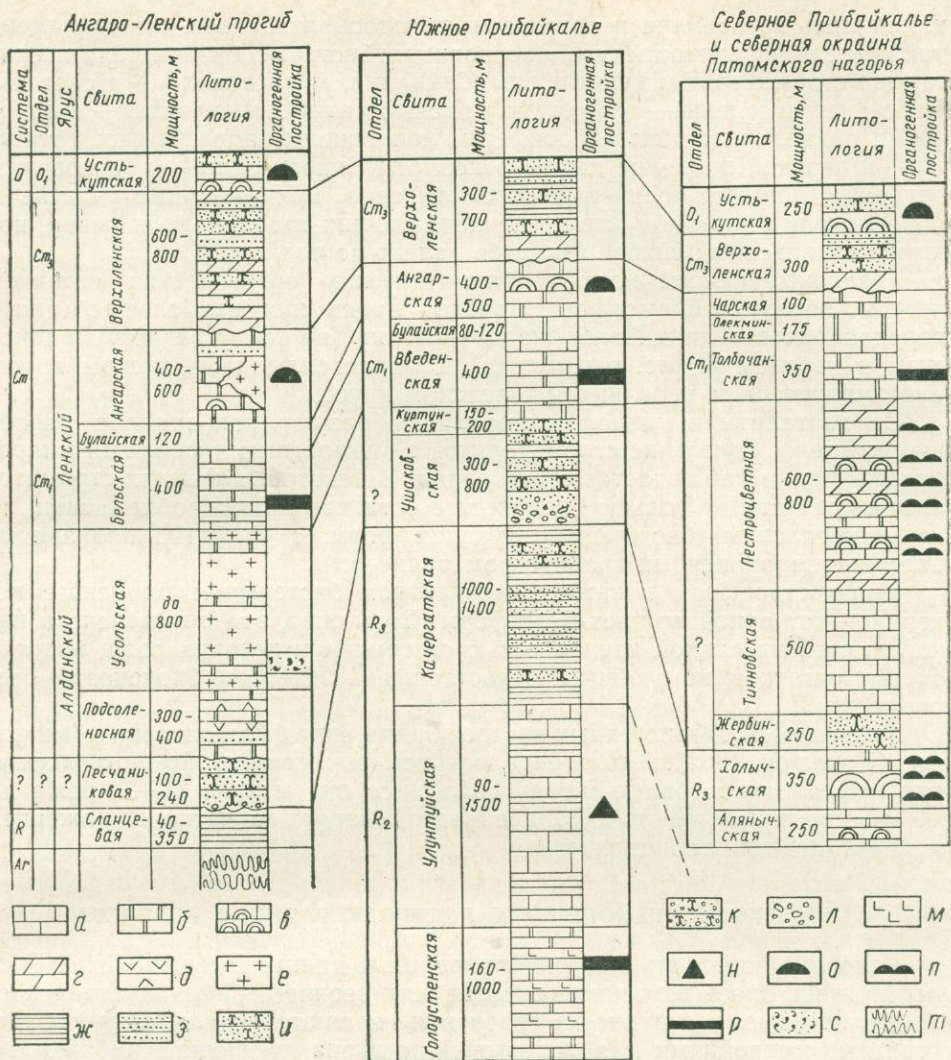 Ангаро-Ленский прогиб
Система
Отдел
Ярус
Свита
Мощность, м
Лито-
логия
Органогенная
постройка
O
O₁
Усть-
кутская
200
Cm
Cm₃
Верхоленская
600-
800
Cm₁
Ленский
Ангарская
400-
600
Булайская
120
Бельская
400
Алданский
Усольская
до
800
Подсоле-
носная
300-
400
?
?
?
Песчани-
ковая
100-
240
R
Сланце-
вая
40-
350
Ar
Южное Прибайкалье
Отдел
Свита
Мощность, м
Лито-
логия
Органогенная
постройка
Cm₃
Верхо-
ленская
300-
700
Cm₁
Ангар-
ская
400-
500
Булайская
80-120
Введен-
ская
400
Куртун-
ская
150-
200
?
Ушаков-
ская
300-
800
R₃
Качергатская
1000-
1400
R₂
Улунтуйская
90-
1500
Голоустенская
160-
1000
Северное Прибайкалье
и северная окраина
Патомского нагорья
Отдел
Свита
Мощность, м
Лито-
логия
Органогенная
постройка
O₁
Усть-
кутская
250
Cm₃
Верхо-
ленская
300
Cm₁
Чарская
100
Олекмин-
ская
175
Толбочан-
ская
350
Пестроцветная
600-
800
?
Тинновская
500
Жербин-
ская
250
R₃
Холыч-
ская
350
Аляныч-
ская
250
а
б
в
г
д
е
ж
з
и
к
л
м
н
о
п
р
с
т